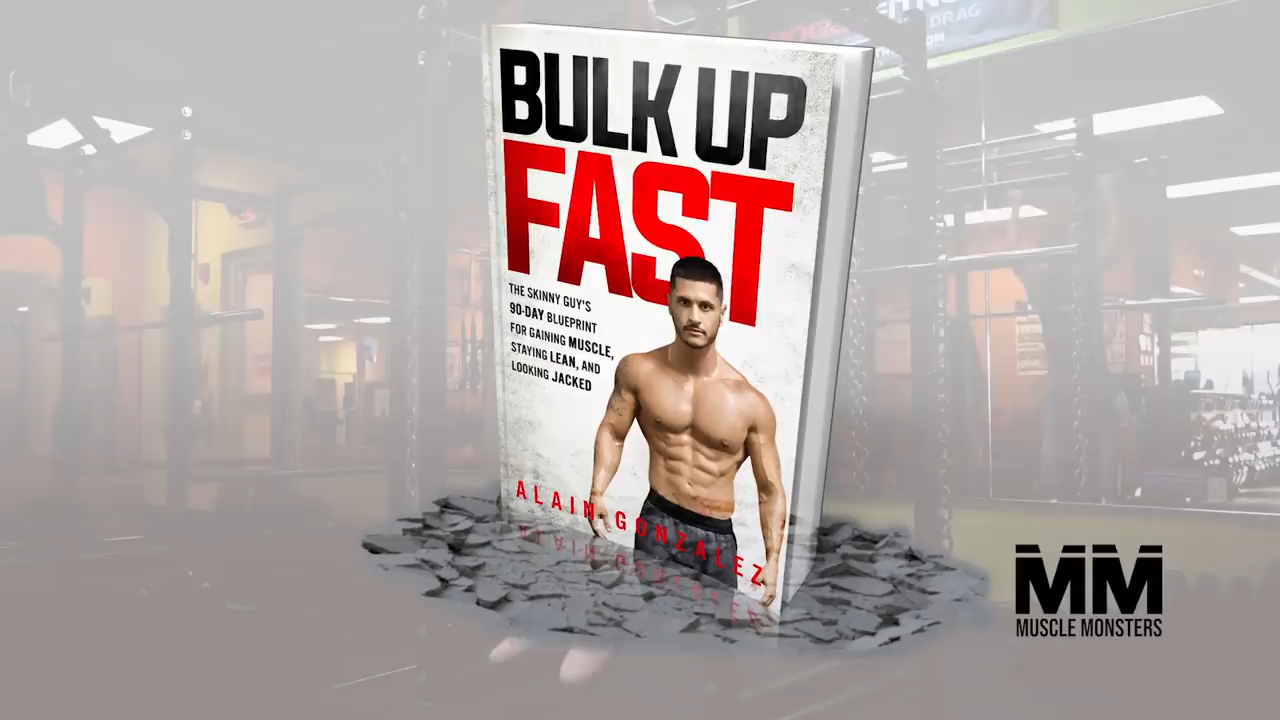 BULK UP
FAST
THE SKINNY GUY'S
90-DAY BLUEPRINT
FOR GAINING MUSCLE,
STAYING LEAN, AND
LOOKING JACKED
ALAIN GONZALEZ
DRAG
MM
MUSCLE MONSTERS